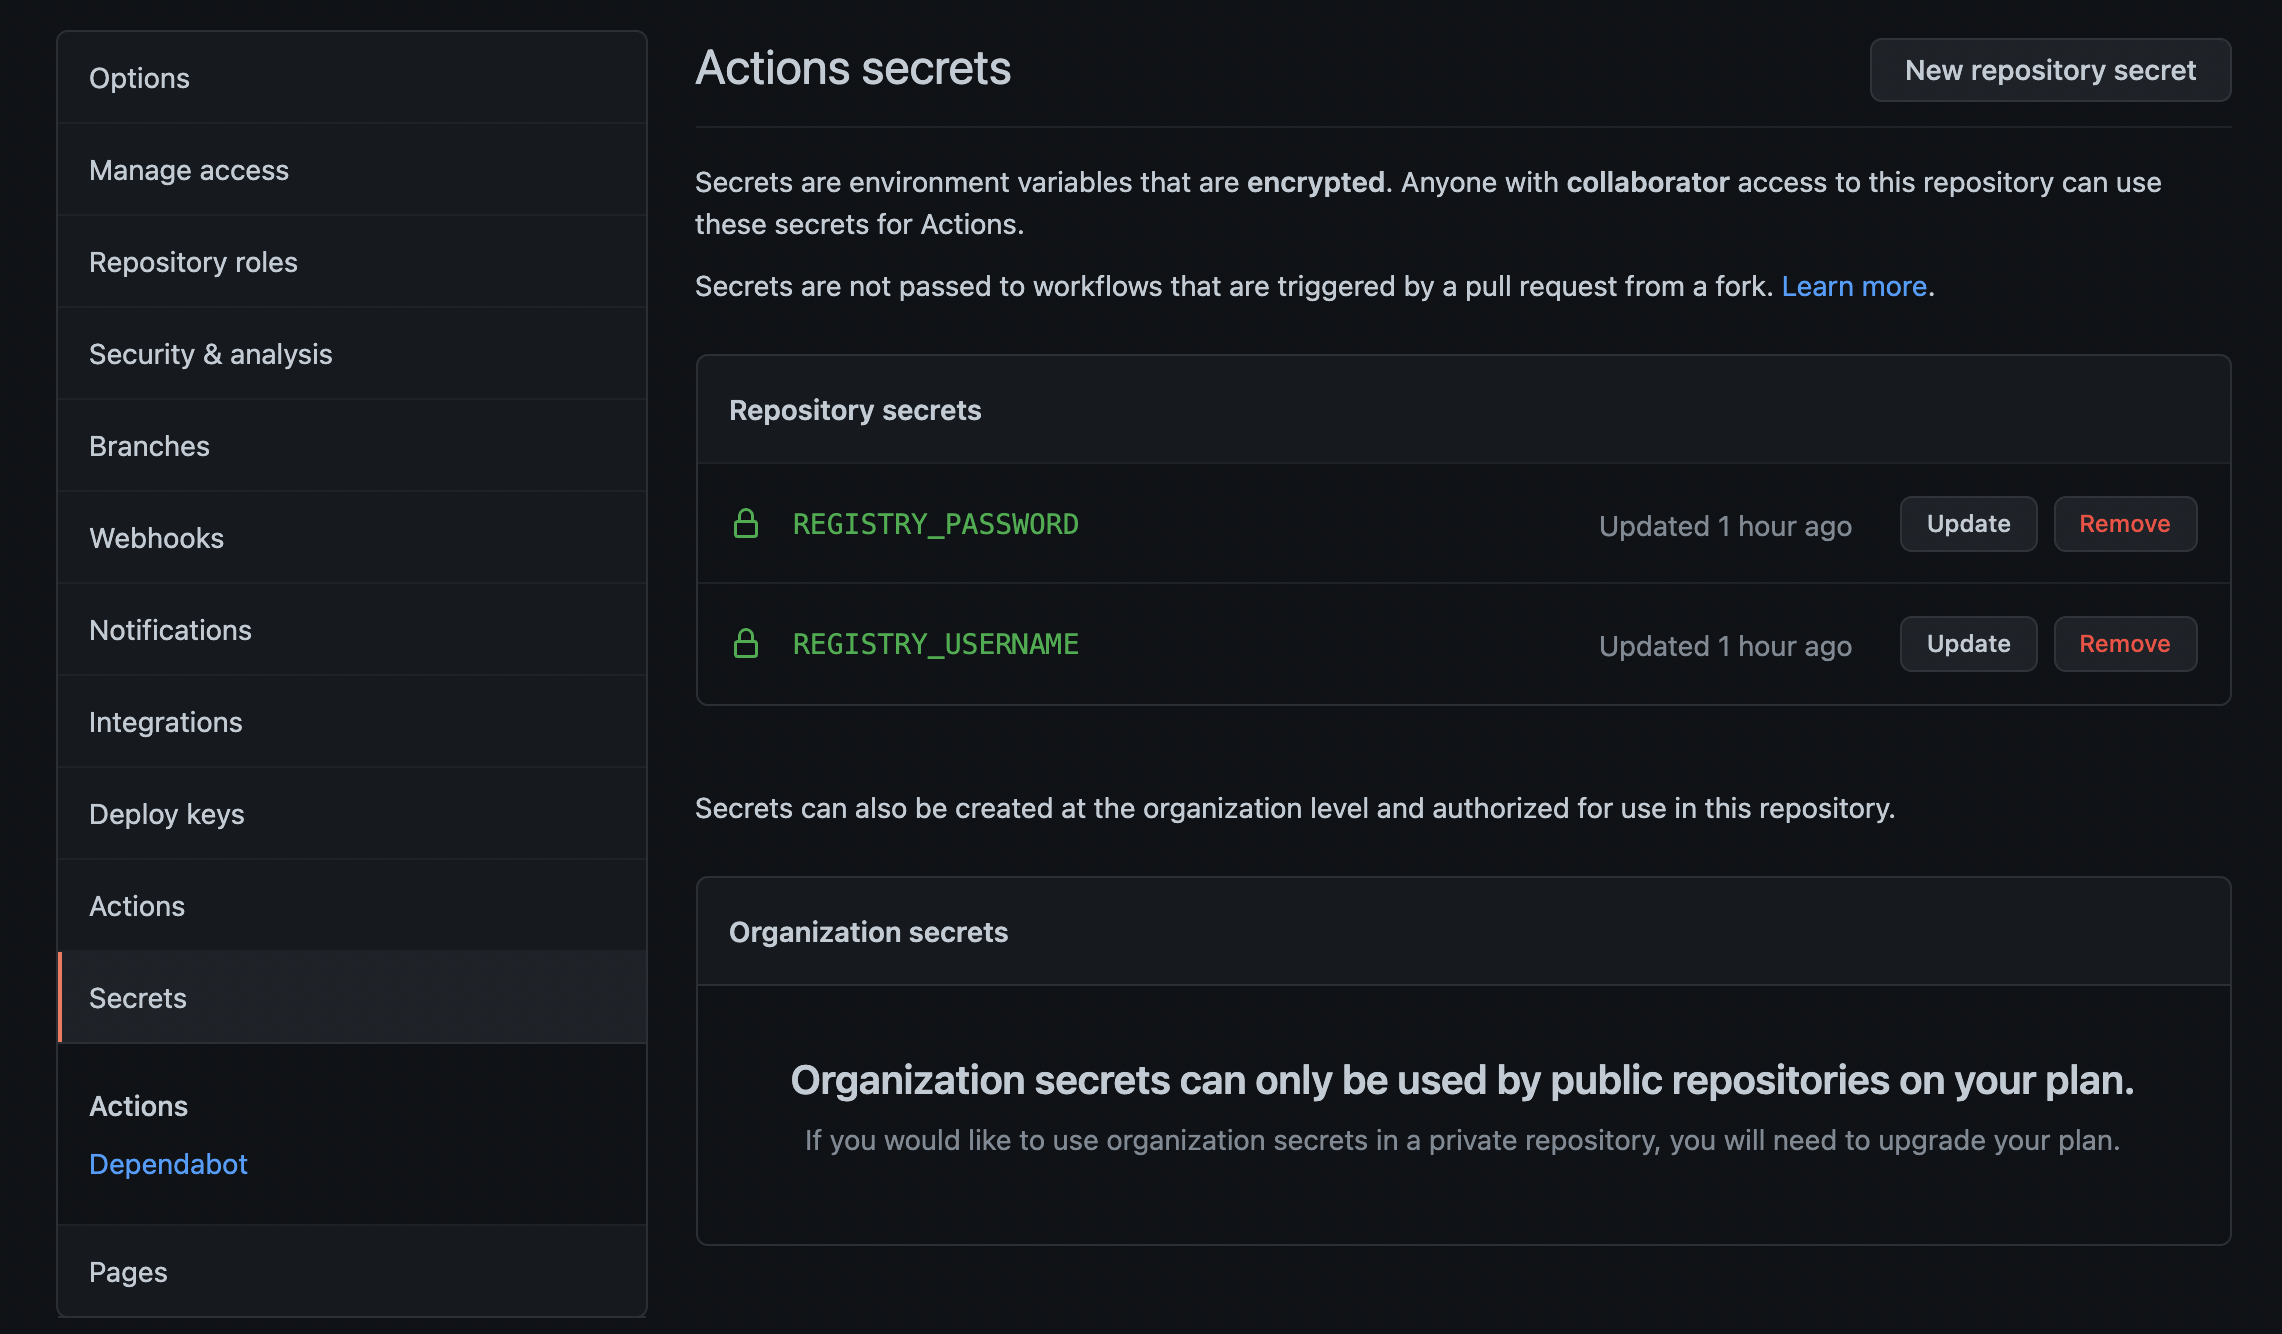 Options
Manage access
Repository roles
Security & analysis
Branches
Webhooks
Notifications
Integrations
Deploy keys
Actions
Secrets
Actions
Dependabot
Pages
Actions secrets
New repository secret
Secrets are environment variables that are encrypted. Anyone with collaborator access to this repository can use
these secrets for Actions.
Secrets are not passed to workflows that are triggered by a pull request from a fork. Learn more.
Repository secrets
REGISTRY_PASSWORD Updated 1 hour ago Update Remove
REGISTRY_USERNAME Updated 1 hour ago Update Remove
Secrets can also be created at the organization level and authorized for use in this repository.
Organization secrets
Organization secrets can only be used by public repositories on your plan.
If you would like to use organization secrets in a private repository, you will need to upgrade your plan.